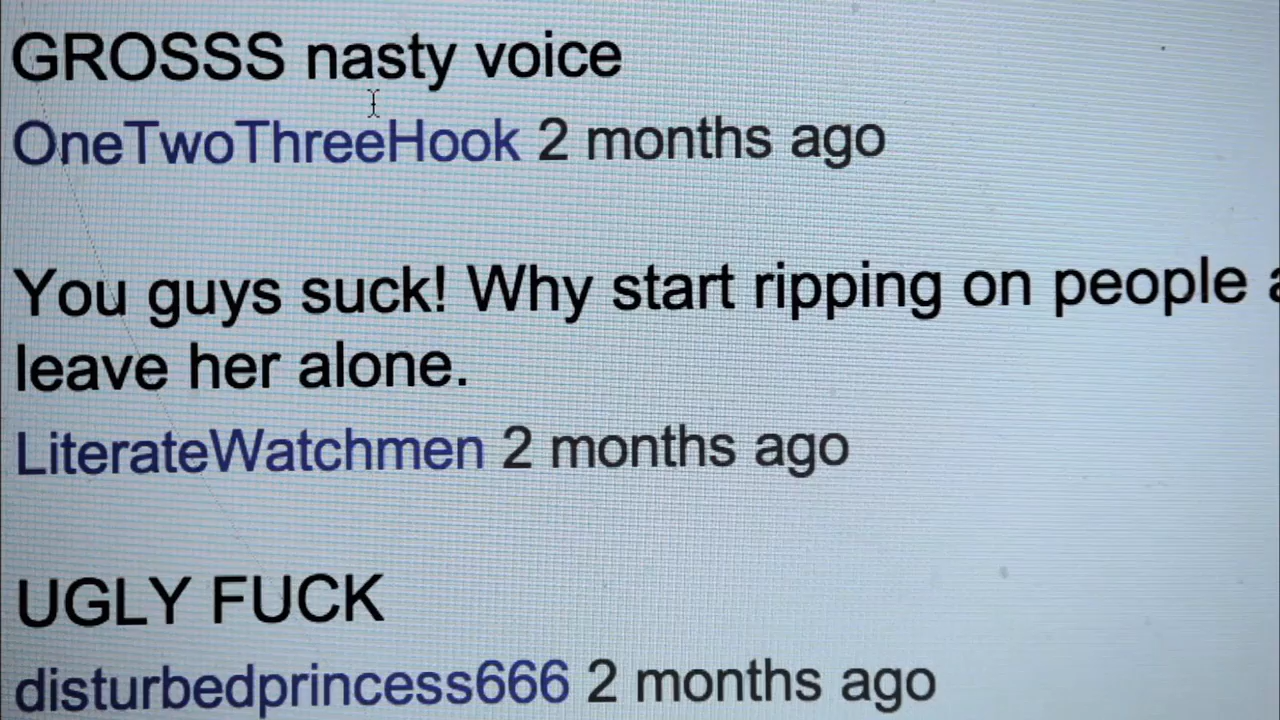 GROSSS nasty voice
OneTwoThreeHook 2 months ago
You guys suck! Why start ripping on people
leave her alone.
LiterateWatchmen 2 months ago
UGLY FUCK
disturbedprincess666 2 months ago